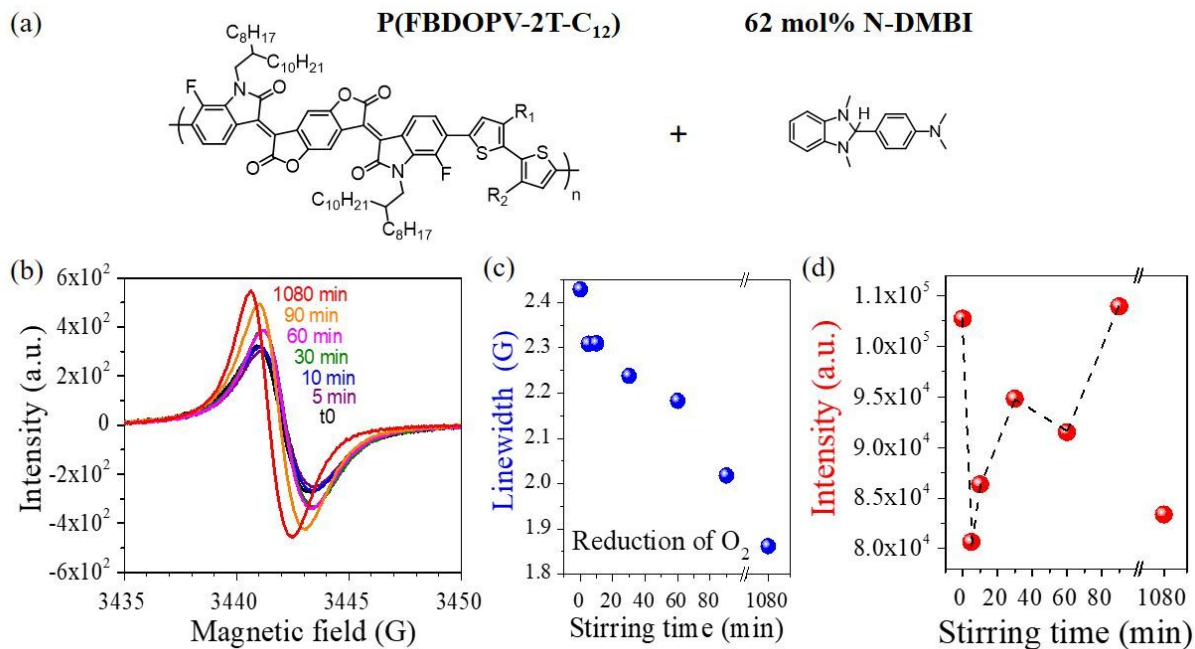 (a)
P(FBDOPV-2T-C₁₂)
62 mol% N-DMBI
C₈H₁₇
C₁₀H₂₁
F
N
O
O
O
R₁
S
S
R₂
n
O
O
O
N
F
C₁₀H₂₁
C₈H₁₇
+
N
H
N
N
(b)
6x10²
4x10²
2x10²
0
-2x10²
-4x10²
-6x10²
Intensity (a.u.)
1080 min
90 min
60 min
30 min
10 min
5 min
t0
3435
3440
3445
3450
Magnetic field (G)
(c)
2.4
2.3
2.2
2.1
2.0
1.9
1.8
Linewidth (G)
Reduction of O₂
0 20 40 60 80 1080
Stirring time (min)
(d)
1.1x10⁵
1.0x10⁵
9.5x10⁴
9.0x10⁴
8.5x10⁴
8.0x10⁴
Intensity (a.u.)
0 20 40 60 80 1080
Stirring time (min)